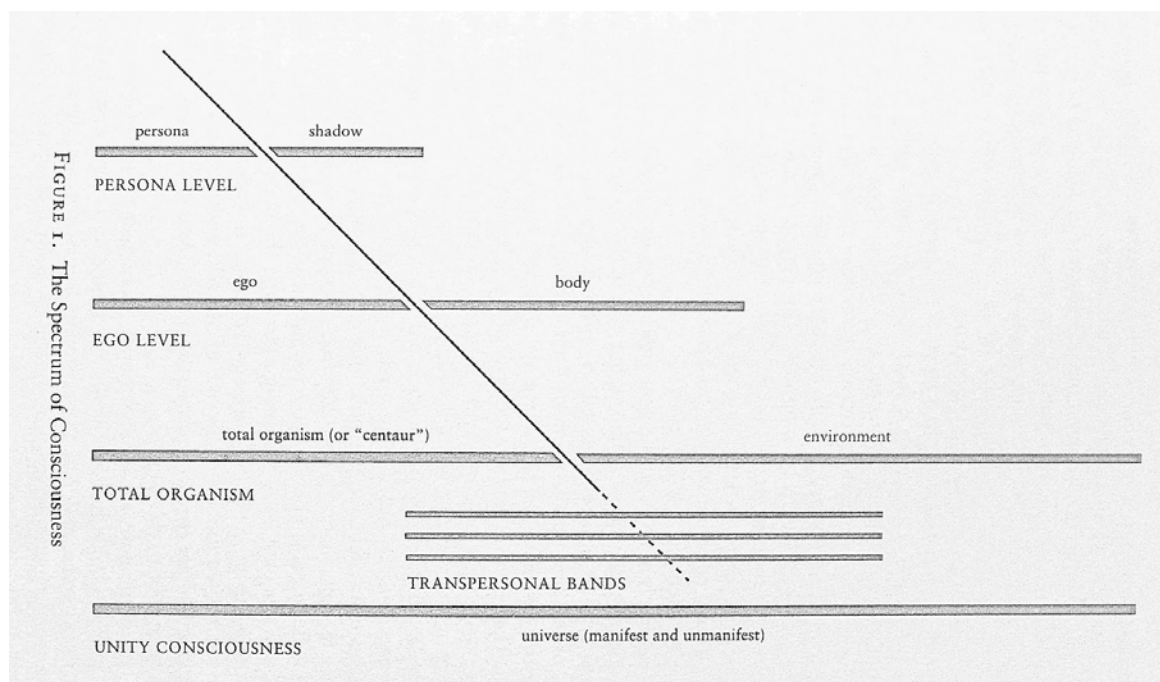 FIGURE 1. The Spectrum of Consciousness
persona
shadow
PERSONA LEVEL
ego
body
EGO LEVEL
total organism (or “centaur”)
environment
TOTAL ORGANISM
TRANSPERSONAL BANDS
universe (manifest and unmanifest)
UNITY CONSCIOUSNESS